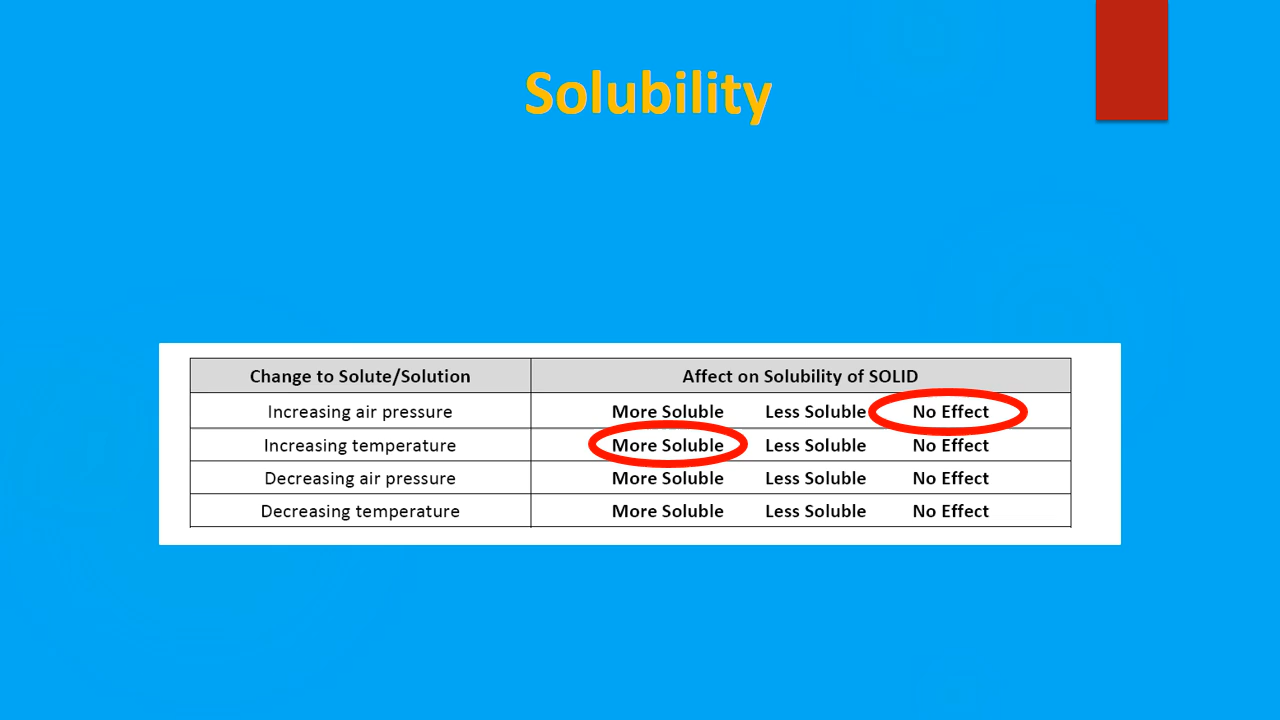 Solubility
Change to Solute/Solution Affect on Solubility of SOLID
Increasing air pressure More Soluble Less Soluble No Effect
Increasing temperature More Soluble Less Soluble No Effect
Decreasing air pressure More Soluble Less Soluble No Effect
Decreasing temperature More Soluble Less Soluble No Effect